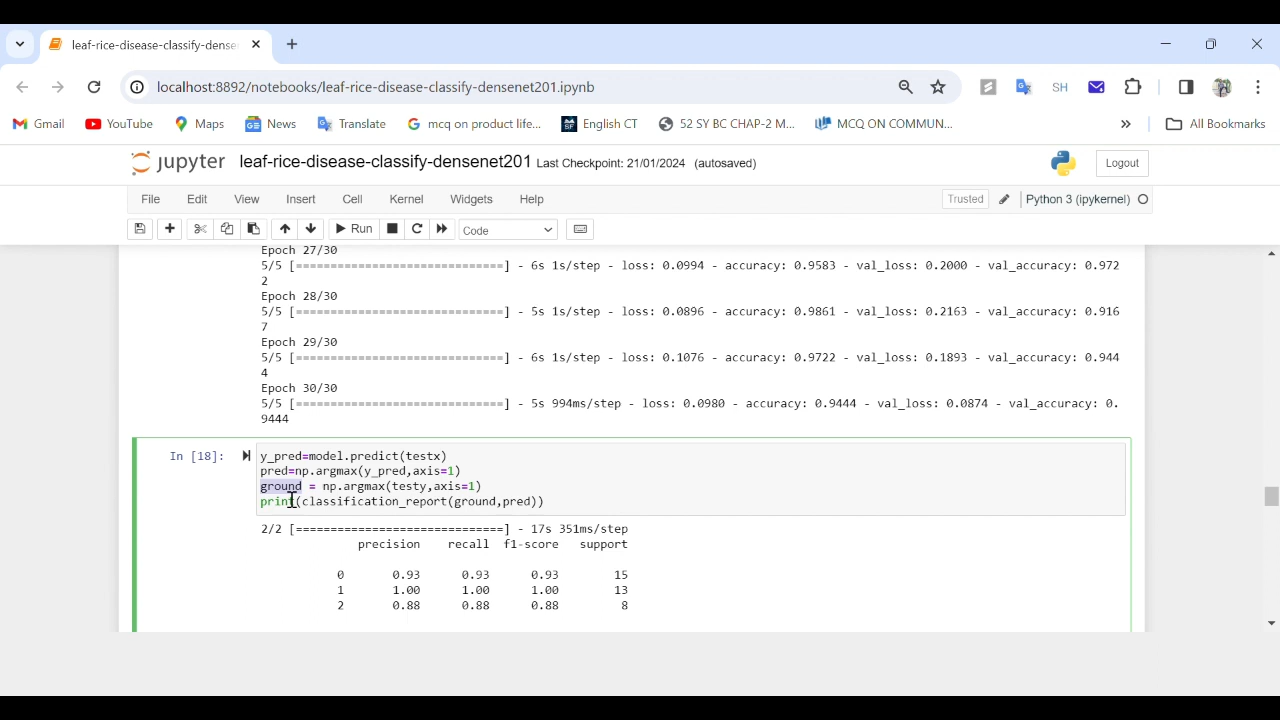 leaf-rice-disease-classify-dense
localhost:8892/notebooks/leaf-rice-disease-classify-densenet201.ipynb
SH
Gmail YouTube Maps News Translate mcq on product life... English CT 52 SY BC CHAP-2 M... MCQ ON COMMUN... » All Bookmarks
jupyter leaf-rice-disease-classify-densenet201 Last Checkpoint: 21/01/2024 (autosaved) Logout
File Edit View Insert Cell Kernel Widgets Help Trusted Python 3 (ipykernel)
Run Code
Epoch 27/30
5/5 [==============================] - 6s 1s/step - loss: 0.0994 - accuracy: 0.9583 - val_loss: 0.2000 - val_accuracy: 0.972
2
Epoch 28/30
5/5 [==============================] - 5s 1s/step - loss: 0.0896 - accuracy: 0.9861 - val_loss: 0.2163 - val_accuracy: 0.916
7
Epoch 29/30
5/5 [==============================] - 6s 1s/step - loss: 0.1076 - accuracy: 0.9722 - val_loss: 0.1893 - val_accuracy: 0.944
4
Epoch 30/30
5/5 [==============================] - 5s 994ms/step - loss: 0.0980 - accuracy: 0.9444 - val_loss: 0.0874 - val_accuracy: 0.
9444
In [18]: y_pred=model.predict(testx)
pred=np.argmax(y_pred,axis=1)
ground = np.argmax(testy,axis=1)
print(classification_report(ground,pred))
2/2 [==============================] - 17s 351ms/step
precision recall f1-score support
0 0.93 0.93 0.93 15
1 1.00 1.00 1.00 13
2 0.88 0.88 0.88 8